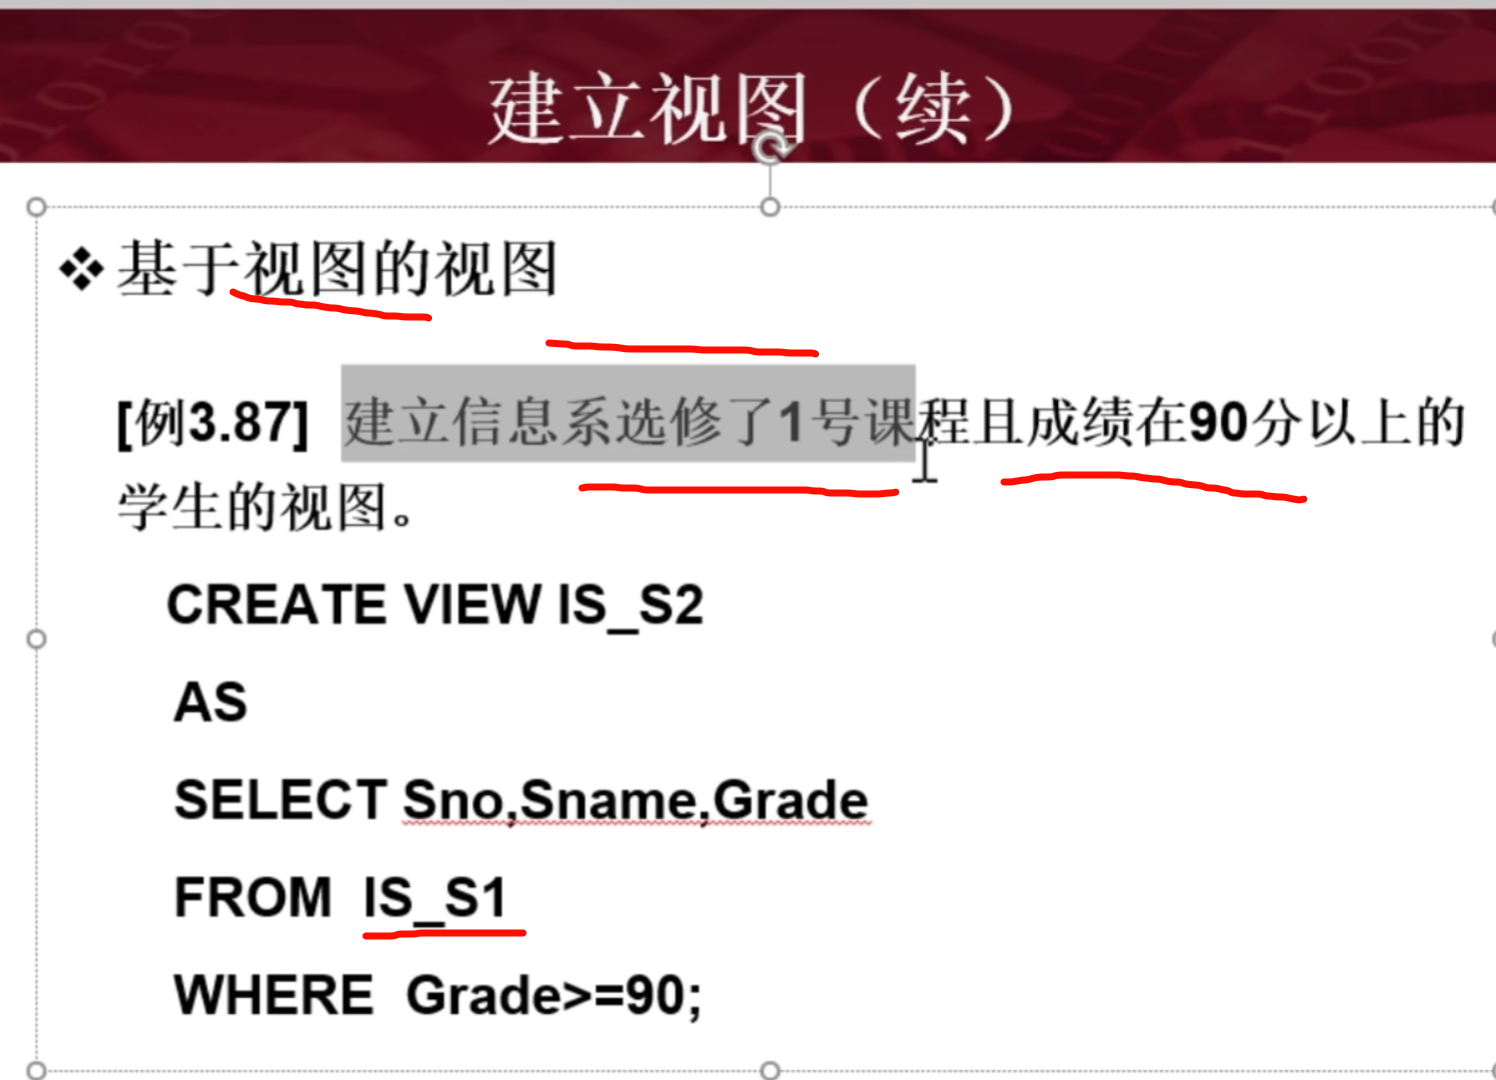 建立视图（续）
❖基于视图的视图
[例3.87] 建立信息系选修了1号课程且成绩在90分以上的
学生的视图。
CREATE VIEW IS_S2
AS
SELECT Sno,Sname,Grade
FROM IS_S1
WHERE Grade>=90;